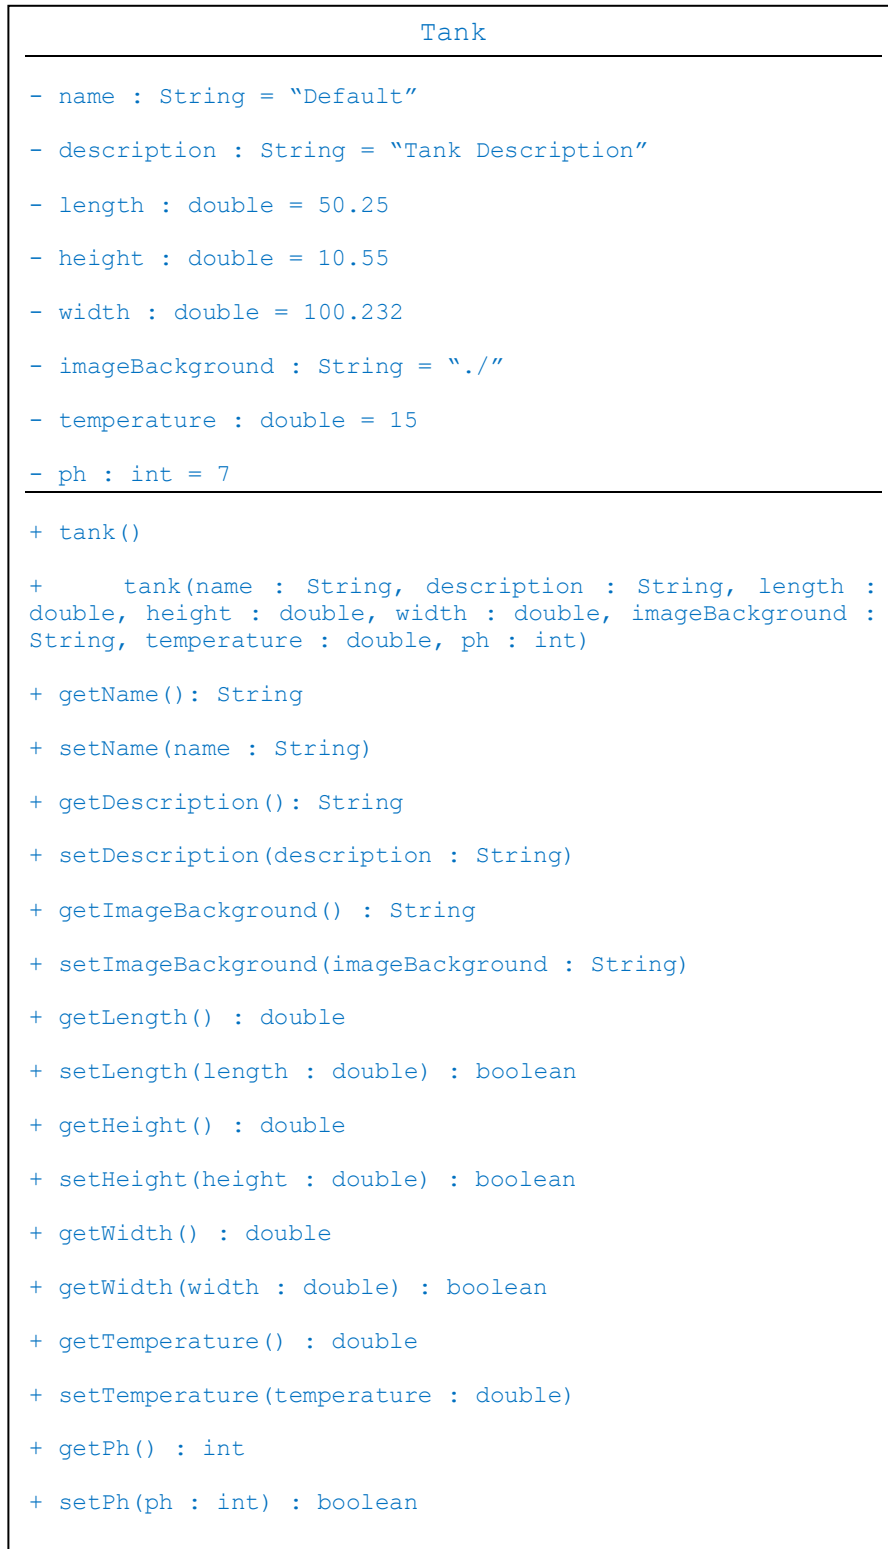 Tank
- name : String = “Default”
- description : String = “Tank Description”
- length : double = 50.25
- height : double = 10.55
- width : double = 100.232
- imageBackground : String = “./”
- temperature : double = 15
- ph : int = 7
+ tank()
+ tank(name : String, description : String, length :
double, height : double, width : double, imageBackground :
String, temperature : double, ph : int)
+ getName(): String
+ setName(name : String)
+ getDescription(): String
+ setDescription(description : String)
+ getImageBackground() : String
+ setImageBackground(imageBackground : String)
+ getLength() : double
+ setLength(length : double) : boolean
+ getHeight() : double
+ setHeight(height : double) : boolean
+ getWidth() : double
+ getWidth(width : double) : boolean
+ getTemperature() : double
+ setTemperature(temperature : double)
+ getPh() : int
+ setPh(ph : int) : boolean